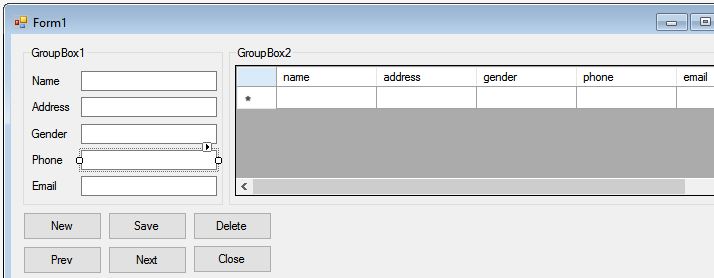 Form1
GroupBox1
Name
Address
Gender
Phone
Email
GroupBox2
name address gender phone email
*
New Save Delete
Prev Next Close